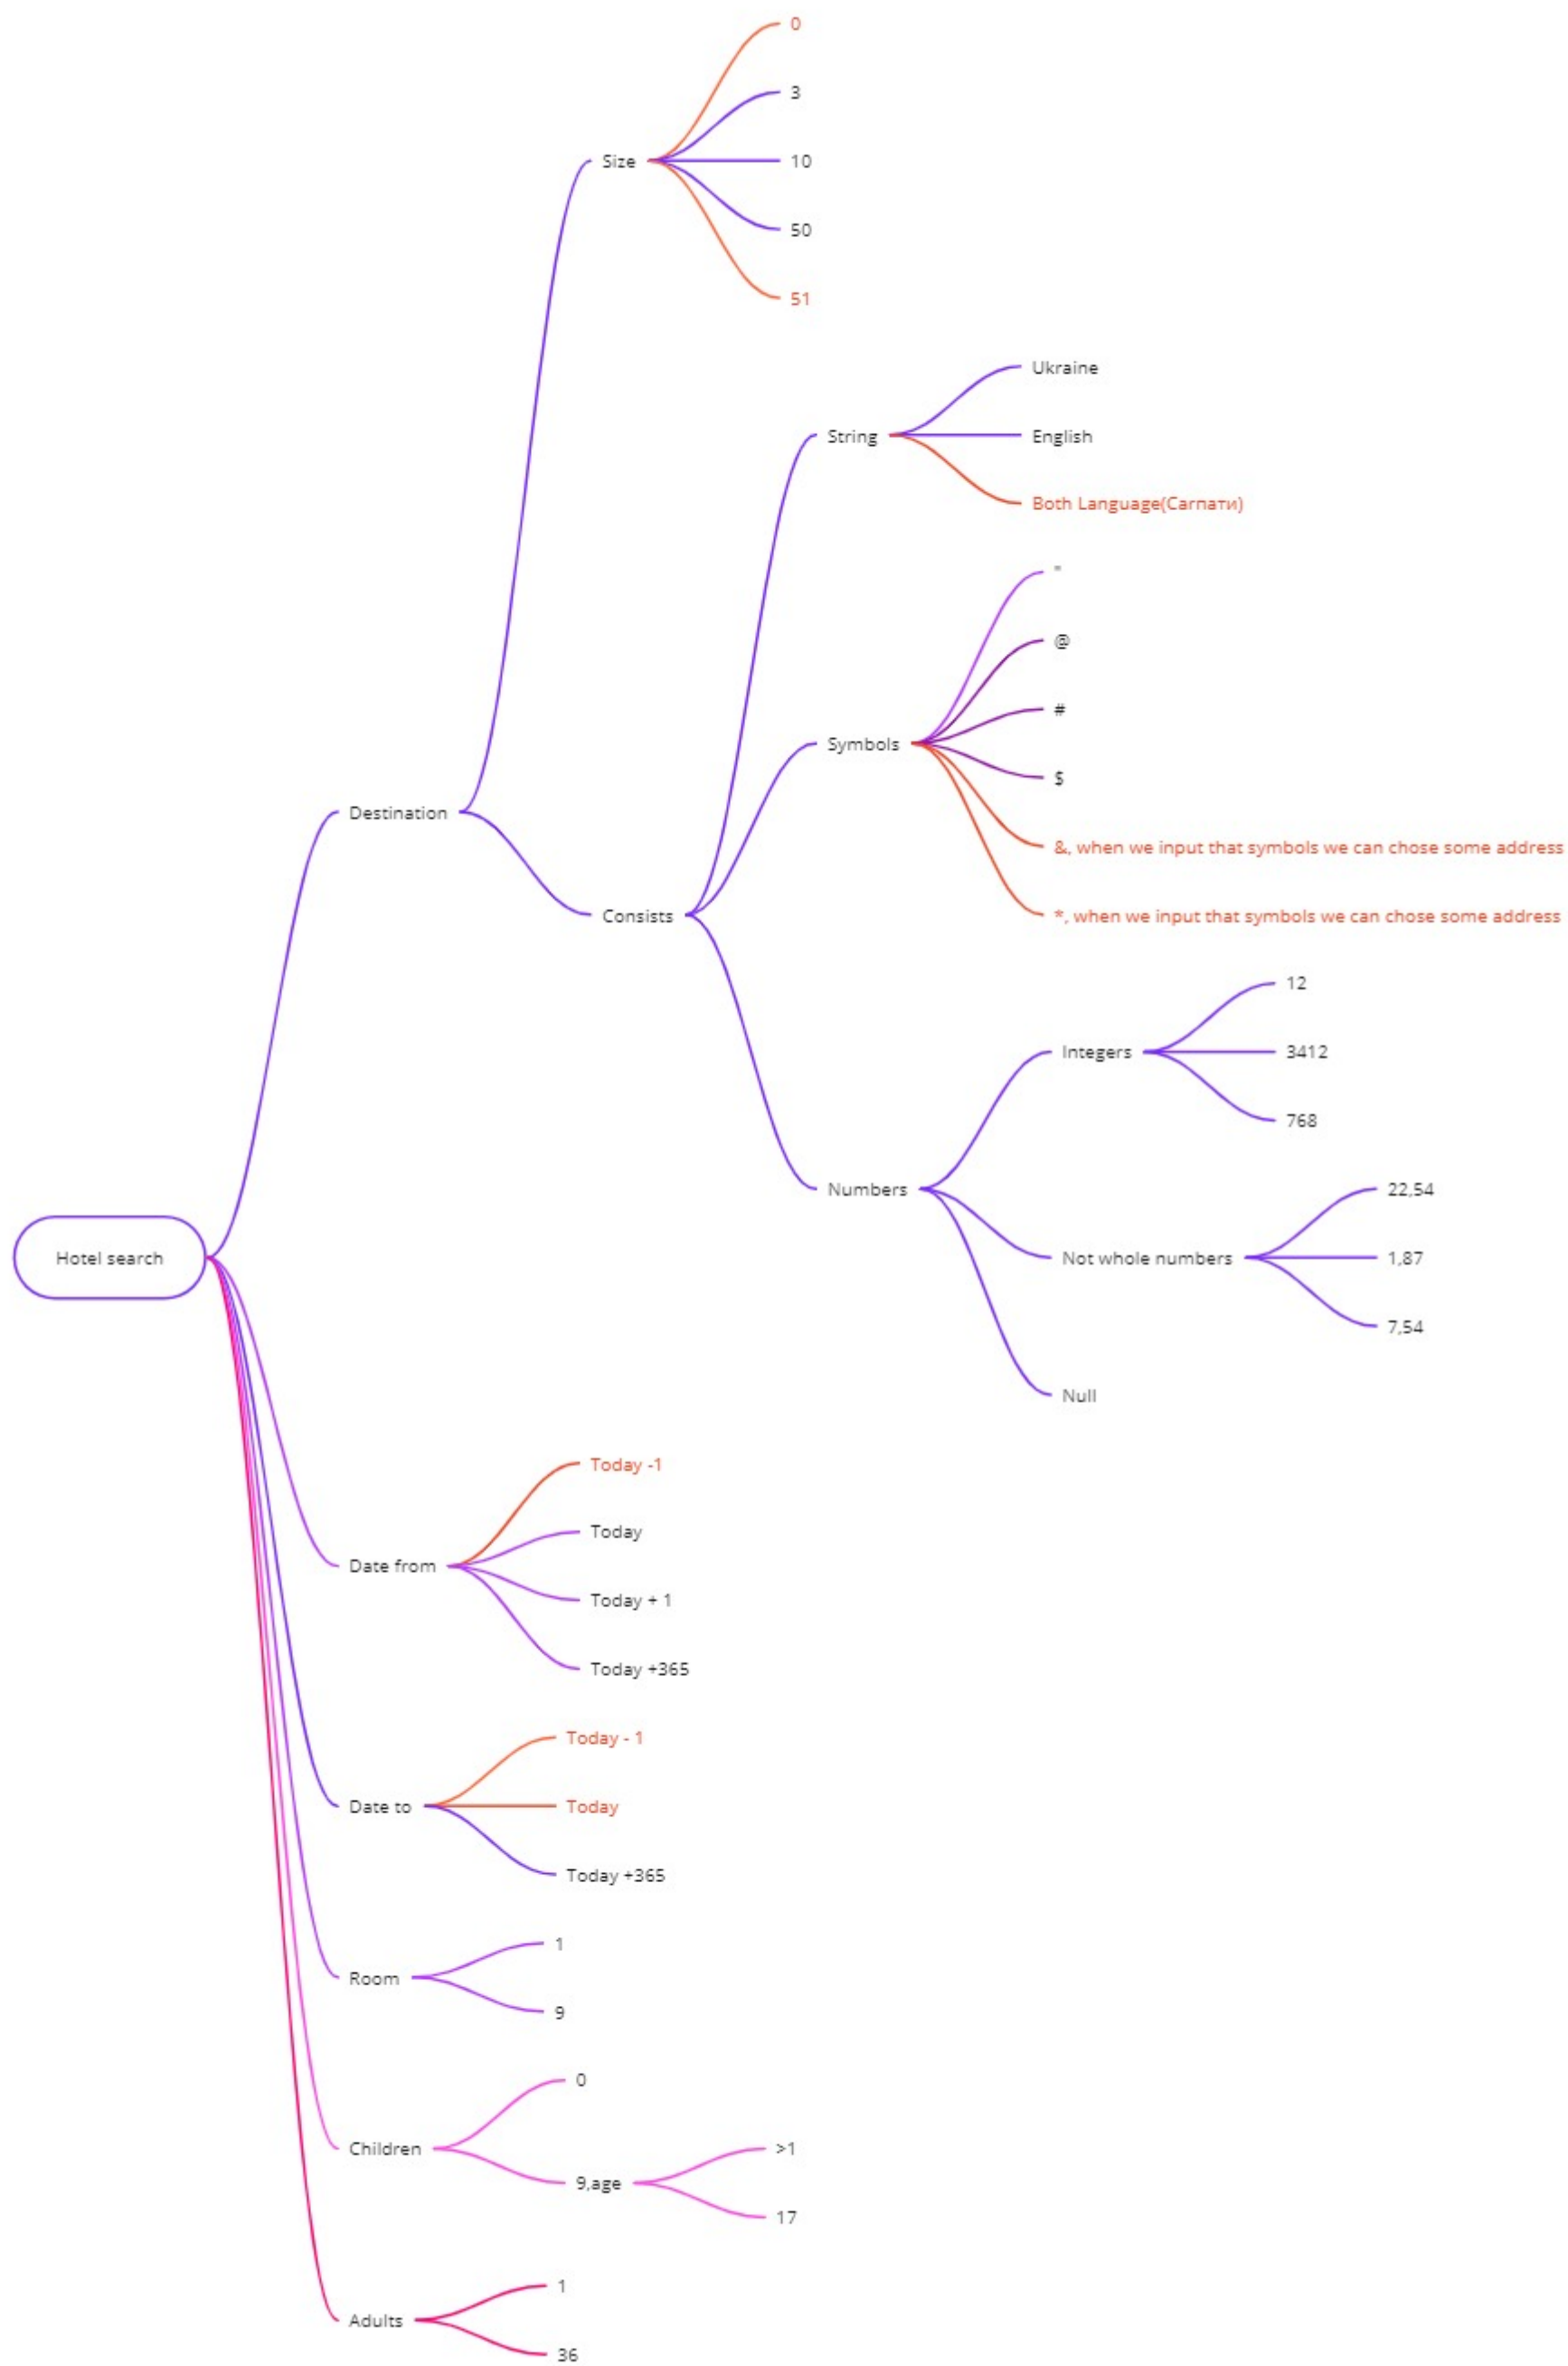 0
3
Size
10
50
51
Ukraine
String
English
Both Language(Carпати)
"
@
#
Symbols
$
Destination
&, when we input that symbols we can chose some address
*, when we input that symbols we can chose some address
Consists
12
Integers
3412
768
Numbers
22,54
Hotel search
Not whole numbers
1,87
7,54
Null
Today -1
Today
Date from
Today + 1
Today +365
Today - 1
Date to
Today
Today +365
1
Room
9
0
Children
>1
9,age
17
1
Adults
36